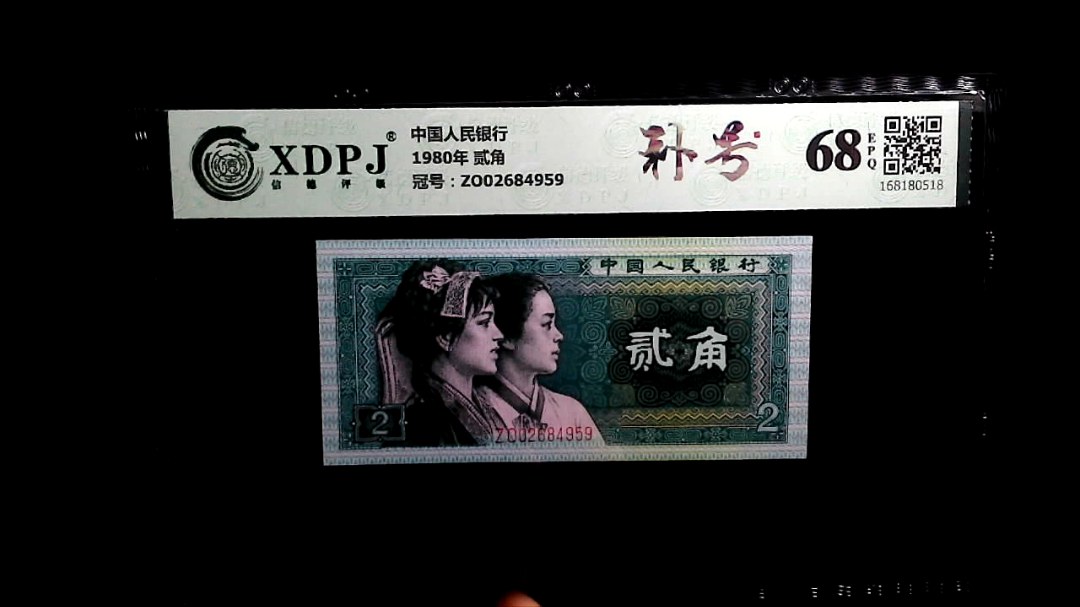 XDPJ®
信德评级
中国人民银行
1980年 贰角
冠号：ZO02684959
补号
68
EPQ
168180518
中国人民银行
贰角
2
2
ZO02684959